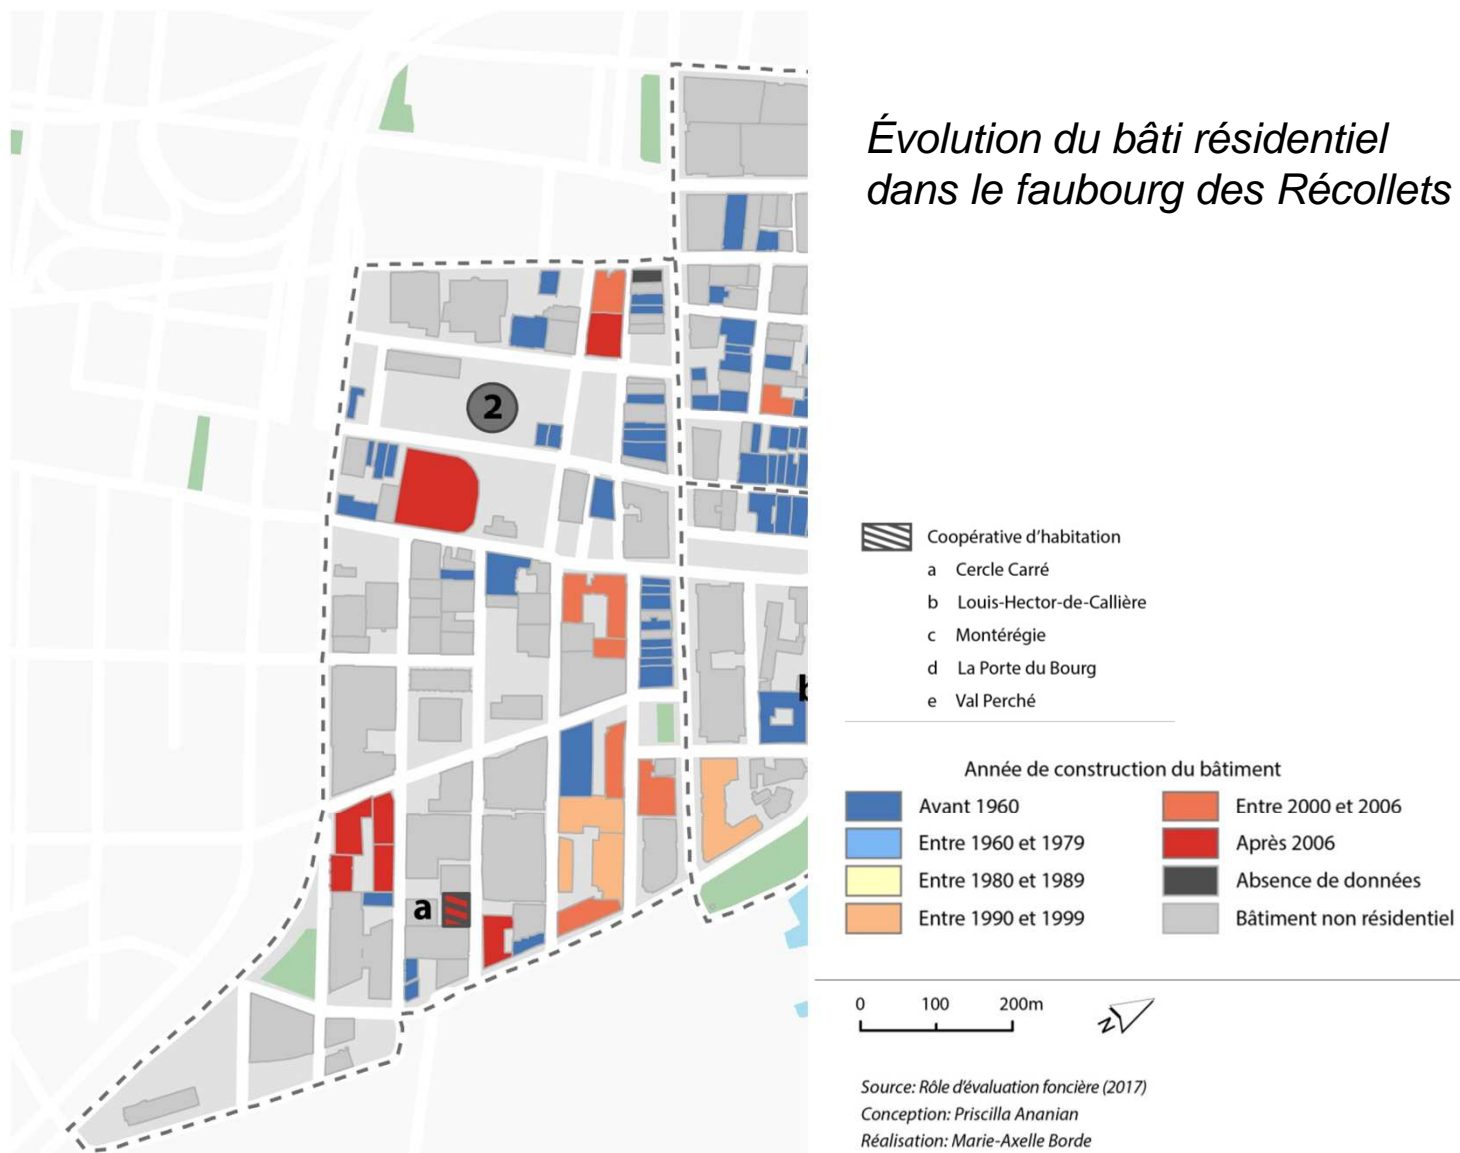 Évolution du bâti résidentiel
dans le faubourg des Récollets
2
b
a
Coopérative d'habitation
a Cercle Carré
b Louis-Hector-de-Callière
c Montérégie
d La Porte du Bourg
e Val Perché
Année de construction du bâtiment
Avant 1960
Entre 1960 et 1979
Entre 1980 et 1989
Entre 1990 et 1999
Entre 2000 et 2006
Après 2006
Absence de données
Bâtiment non résidentiel
0 100 200m
N
Source: Rôle d'évaluation foncière (2017)
Conception: Priscilla Ananian
Réalisation: Marie-Axelle Borde